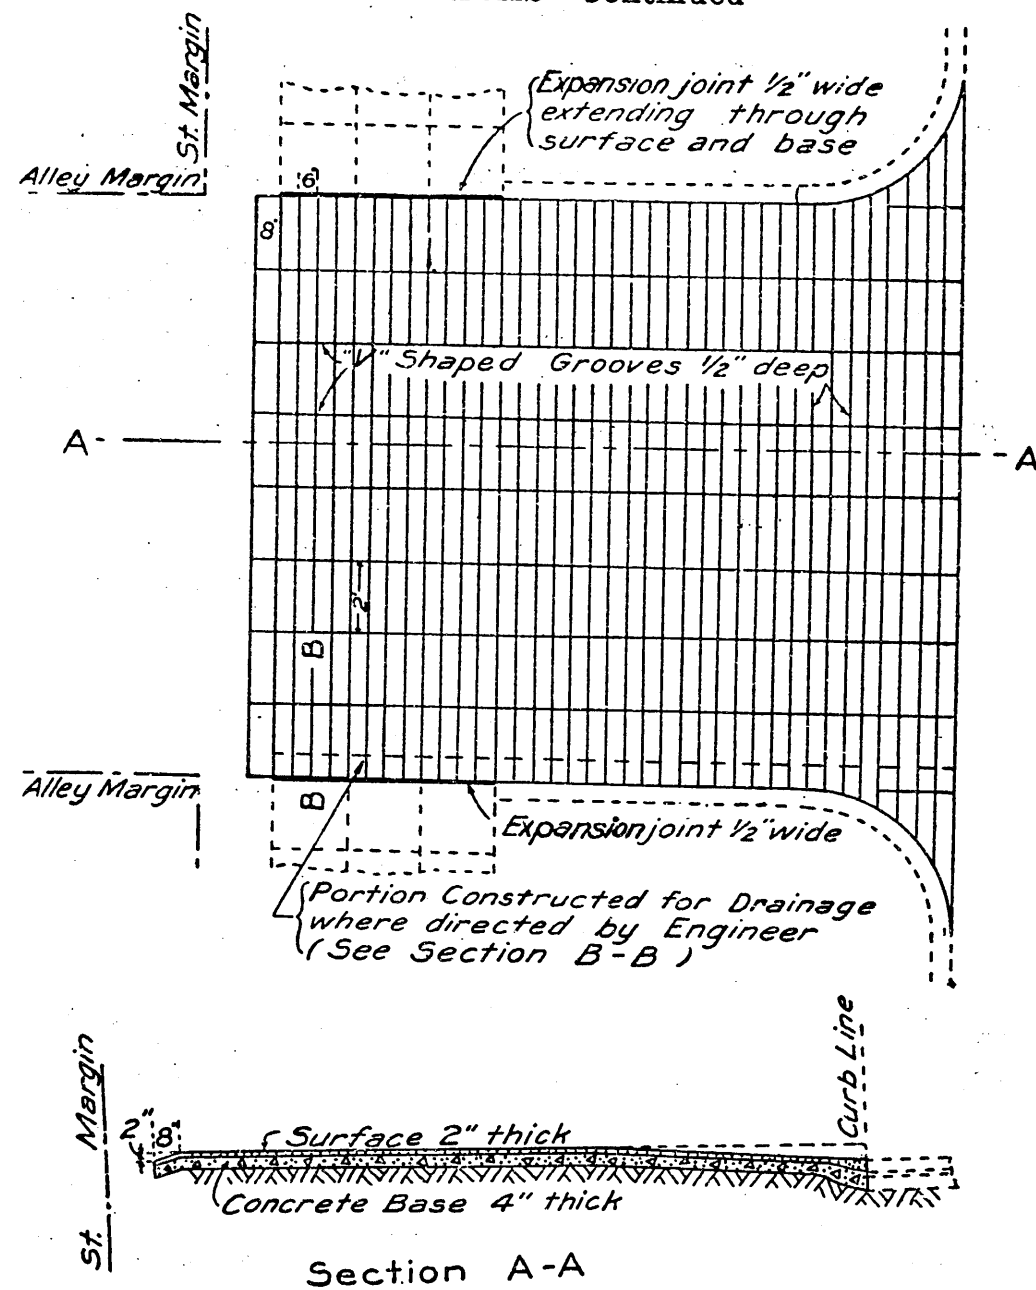 Continued
St. Margin
Expansion joint 1/2" wide
extending through
surface and base
Alley Margin
6"
8"
"V" Shaped Grooves 1/2" deep
A
A
2'
B
B
Alley Margin
Expansion joint 1/2" wide
Portion Constructed for Drainage
where directed by Engineer
(See Section B-B)
St. Margin
Curb Line
2"
8"
Surface 2" thick
Concrete Base 4" thick
Section A-A